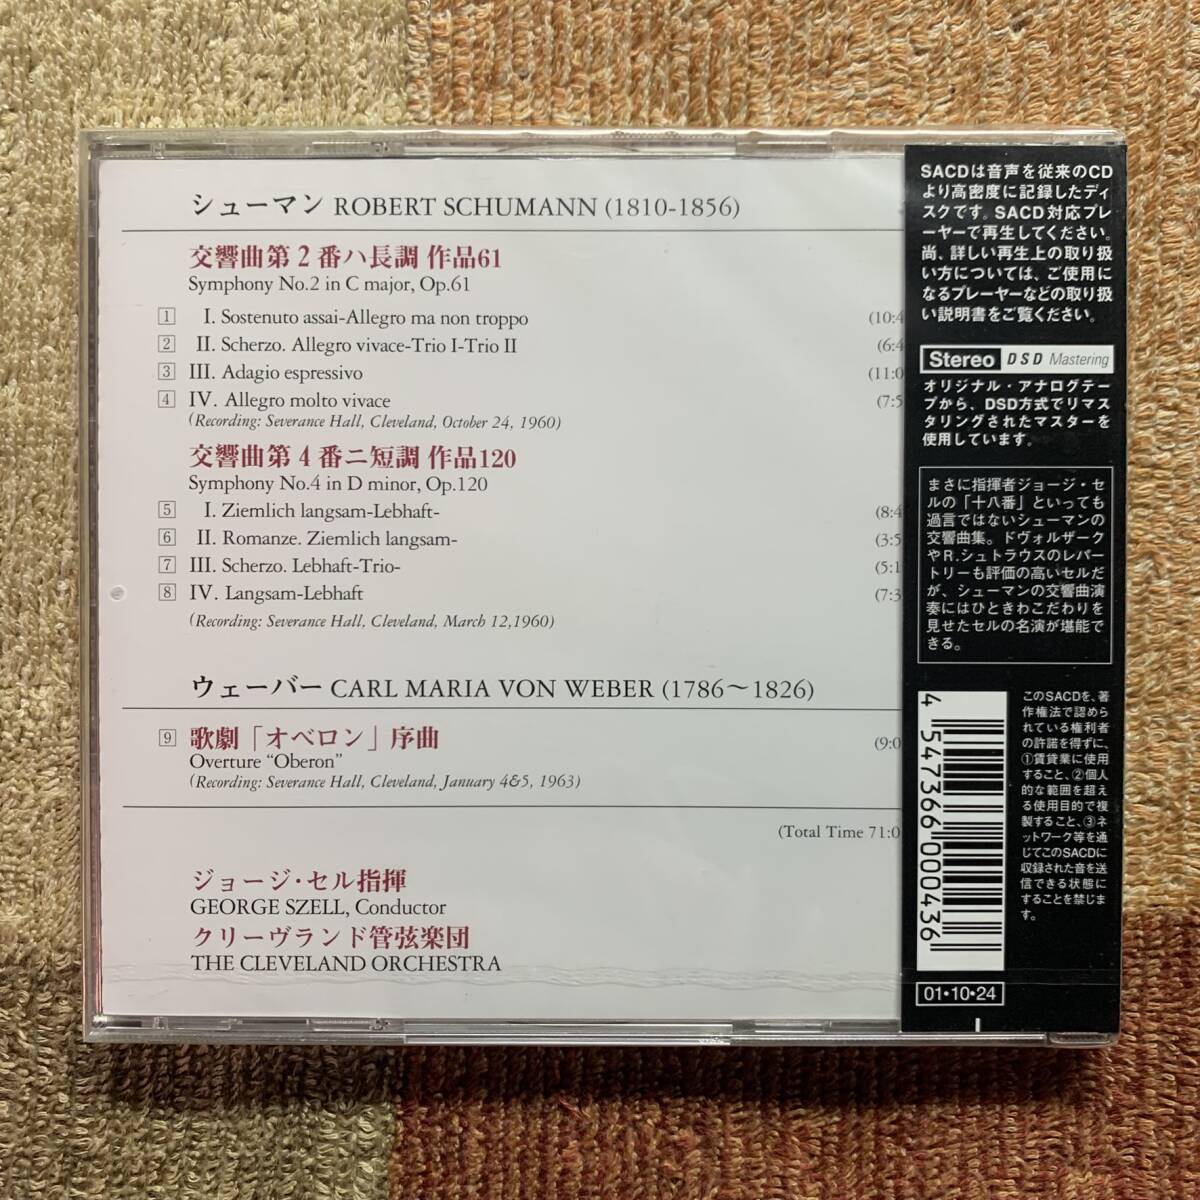 シューマン ROBERT SCHUMANN (1810-1856)
交響曲第2番ハ長調 作品61
Symphony No.2 in C major, Op.61
1 I. Sostenuto assai-Allegro ma non troppo (10:4
2 II. Scherzo. Allegro vivace-Trio I-Trio II (6:4
3 III. Adagio espressivo (11:0
4 IV. Allegro molto vivace (7:5
(Recording: Severance Hall, Cleveland, October 24, 1960)
交響曲第4番ニ短調 作品120
Symphony No.4 in D minor, Op.120
5 I. Ziemlich langsam-Lebhaft- (8:4
6 II. Romanze. Ziemlich langsam- (3:5
7 III. Scherzo. Lebhaft-Trio- (5:1
8 IV. Langsam-Lebhaft (7:3
(Recording: Severance Hall, Cleveland, March 12,1960)
ウェーバー CARL MARIA VON WEBER (1786〜1826)
9 歌劇「オベロン」序曲 (9:0
Overture “Oberon”
(Recording: Severance Hall, Cleveland, January 4&5, 1963)
(Total Time 71:0
ジョージ・セル指揮
GEORGE SZELL, Conductor
クリーヴランド管弦楽団
THE CLEVELAND ORCHESTRA
SACDは音声を従来のCD
より高密度に記録したディ
スクです。SACD対応プレ
ーヤーで再生してください。
尚、詳しい再生上の取り扱
い方については、ご使用に
なるプレーヤーなどの取り扱
い説明書をご覧ください。
Stereo DSD Mastering
オリジナル・アナログテー
プから、DSD方式でリマス
タリングされたマスターを
使用しています。
まさに指揮者ジョージ・セ
ルの「十八番」といっても
過言ではないシューマンの
交響曲集。ドヴォルザーク
やR.シュトラウスのレパー
トリーも評価の高いセルだ
が、シューマンの交響曲演
奏にはひときわこだわりを
見せたセルの名演が堪能で
きる。
4 547366 000436
01・10・24
このSACDを、著
作権法で認めら
れている権利者
の許諾を得ずに、
①賃貸業に使用
すること、②個人
的な範囲を超え
る使用目的で複
製すること、③ネ
ットワーク等を通
じてこのSACDに
収録された音を送
信できる状態に
することを禁じま
す。